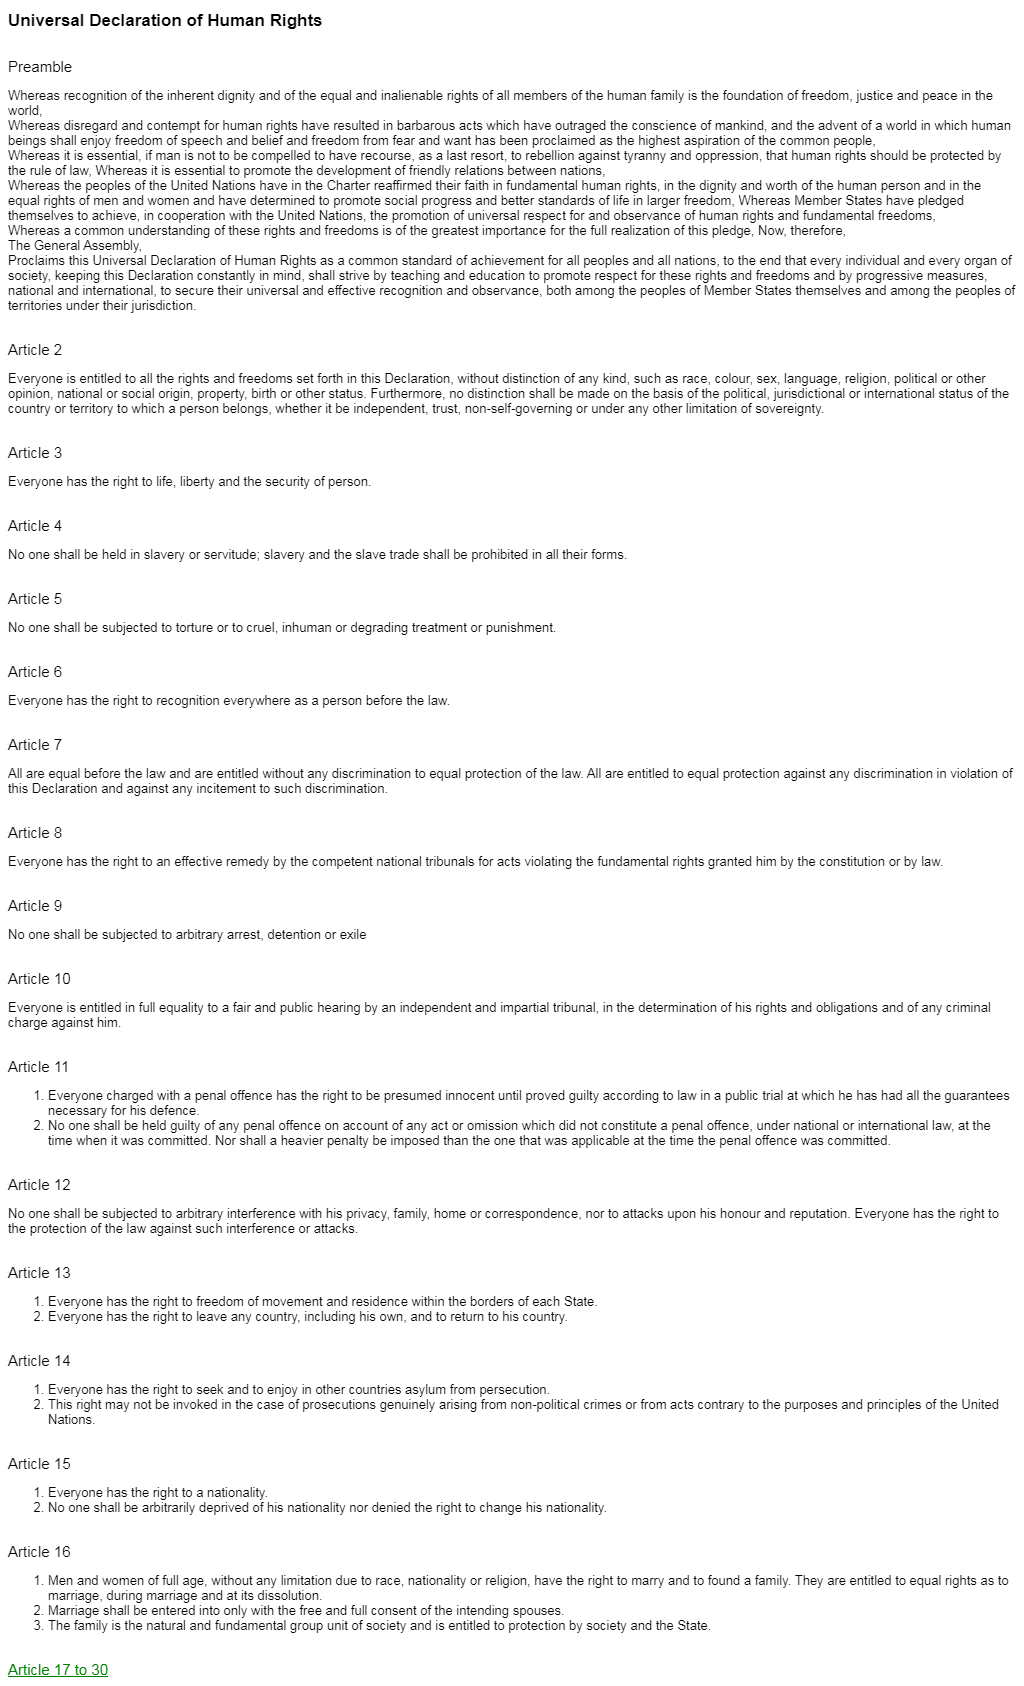 Universal Declaration of Human Rights
Preamble
Whereas recognition of the inherent dignity and of the equal and inalienable rights of all members of the human family is the foundation of freedom, justice and peace in the
world,
Whereas disregard and contempt for human rights have resulted in barbarous acts which have outraged the conscience of mankind, and the advent of a world in which human
beings shall enjoy freedom of speech and belief and freedom from fear and want has been proclaimed as the highest aspiration of the common people,
Whereas it is essential, if man is not to be compelled to have recourse, as a last resort, to rebellion against tyranny and oppression, that human rights should be protected by
the rule of law, Whereas it is essential to promote the development of friendly relations between nations,
Whereas the peoples of the United Nations have in the Charter reaffirmed their faith in fundamental human rights, in the dignity and worth of the human person and in the
equal rights of men and women and have determined to promote social progress and better standards of life in larger freedom, Whereas Member States have pledged
themselves to achieve, in cooperation with the United Nations, the promotion of universal respect for and observance of human rights and fundamental freedoms,
Whereas a common understanding of these rights and freedoms is of the greatest importance for the full realization of this pledge, Now, therefore,
The General Assembly,
Proclaims this Universal Declaration of Human Rights as a common standard of achievement for all peoples and all nations, to the end that every individual and every organ of
society, keeping this Declaration constantly in mind, shall strive by teaching and education to promote respect for these rights and freedoms and by progressive measures,
national and international, to secure their universal and effective recognition and observance, both among the peoples of Member States themselves and among the peoples of
territories under their jurisdiction.
Article 2
Everyone is entitled to all the rights and freedoms set forth in this Declaration, without distinction of any kind, such as race, colour, sex, language, religion, political or other
opinion, national or social origin, property, birth or other status. Furthermore, no distinction shall be made on the basis of the political, jurisdictional or international status of the
country or territory to which a person belongs, whether it be independent, trust, non-self-governing or under any other limitation of sovereignty.
Article 3
Everyone has the right to life, liberty and the security of person.
Article 4
No one shall be held in slavery or servitude; slavery and the slave trade shall be prohibited in all their forms.
Article 5
No one shall be subjected to torture or to cruel, inhuman or degrading treatment or punishment.
Article 6
Everyone has the right to recognition everywhere as a person before the law.
Article 7
All are equal before the law and are entitled without any discrimination to equal protection of the law. All are entitled to equal protection against any discrimination in violation of
this Declaration and against any incitement to such discrimination.
Article 8
Everyone has the right to an effective remedy by the competent national tribunals for acts violating the fundamental rights granted him by the constitution or by law.
Article 9
No one shall be subjected to arbitrary arrest, detention or exile
Article 10
Everyone is entitled in full equality to a fair and public hearing by an independent and impartial tribunal, in the determination of his rights and obligations and of any criminal
charge against him.
Article 11
1. Everyone charged with a penal offence has the right to be presumed innocent until proved guilty according to law in a public trial at which he has had all the guarantees
necessary for his defence.
2. No one shall be held guilty of any penal offence on account of any act or omission which did not constitute a penal offence, under national or international law, at the
time when it was committed. Nor shall a heavier penalty be imposed than the one that was applicable at the time the penal offence was committed.
Article 12
No one shall be subjected to arbitrary interference with his privacy, family, home or correspondence, nor to attacks upon his honour and reputation. Everyone has the right to
the protection of the law against such interference or attacks.
Article 13
1. Everyone has the right to freedom of movement and residence within the borders of each State.
2. Everyone has the right to leave any country, including his own, and to return to his country.
Article 14
1. Everyone has the right to seek and to enjoy in other countries asylum from persecution.
2. This right may not be invoked in the case of prosecutions genuinely arising from non-political crimes or from acts contrary to the purposes and principles of the United
Nations.
Article 15
1. Everyone has the right to a nationality.
2. No one shall be arbitrarily deprived of his nationality nor denied the right to change his nationality.
Article 16
1. Men and women of full age, without any limitation due to race, nationality or religion, have the right to marry and to found a family. They are entitled to equal rights as to
marriage, during marriage and at its dissolution.
2. Marriage shall be entered into only with the free and full consent of the intending spouses.
3. The family is the natural and fundamental group unit of society and is entitled to protection by society and the State.
Article 17 to 30